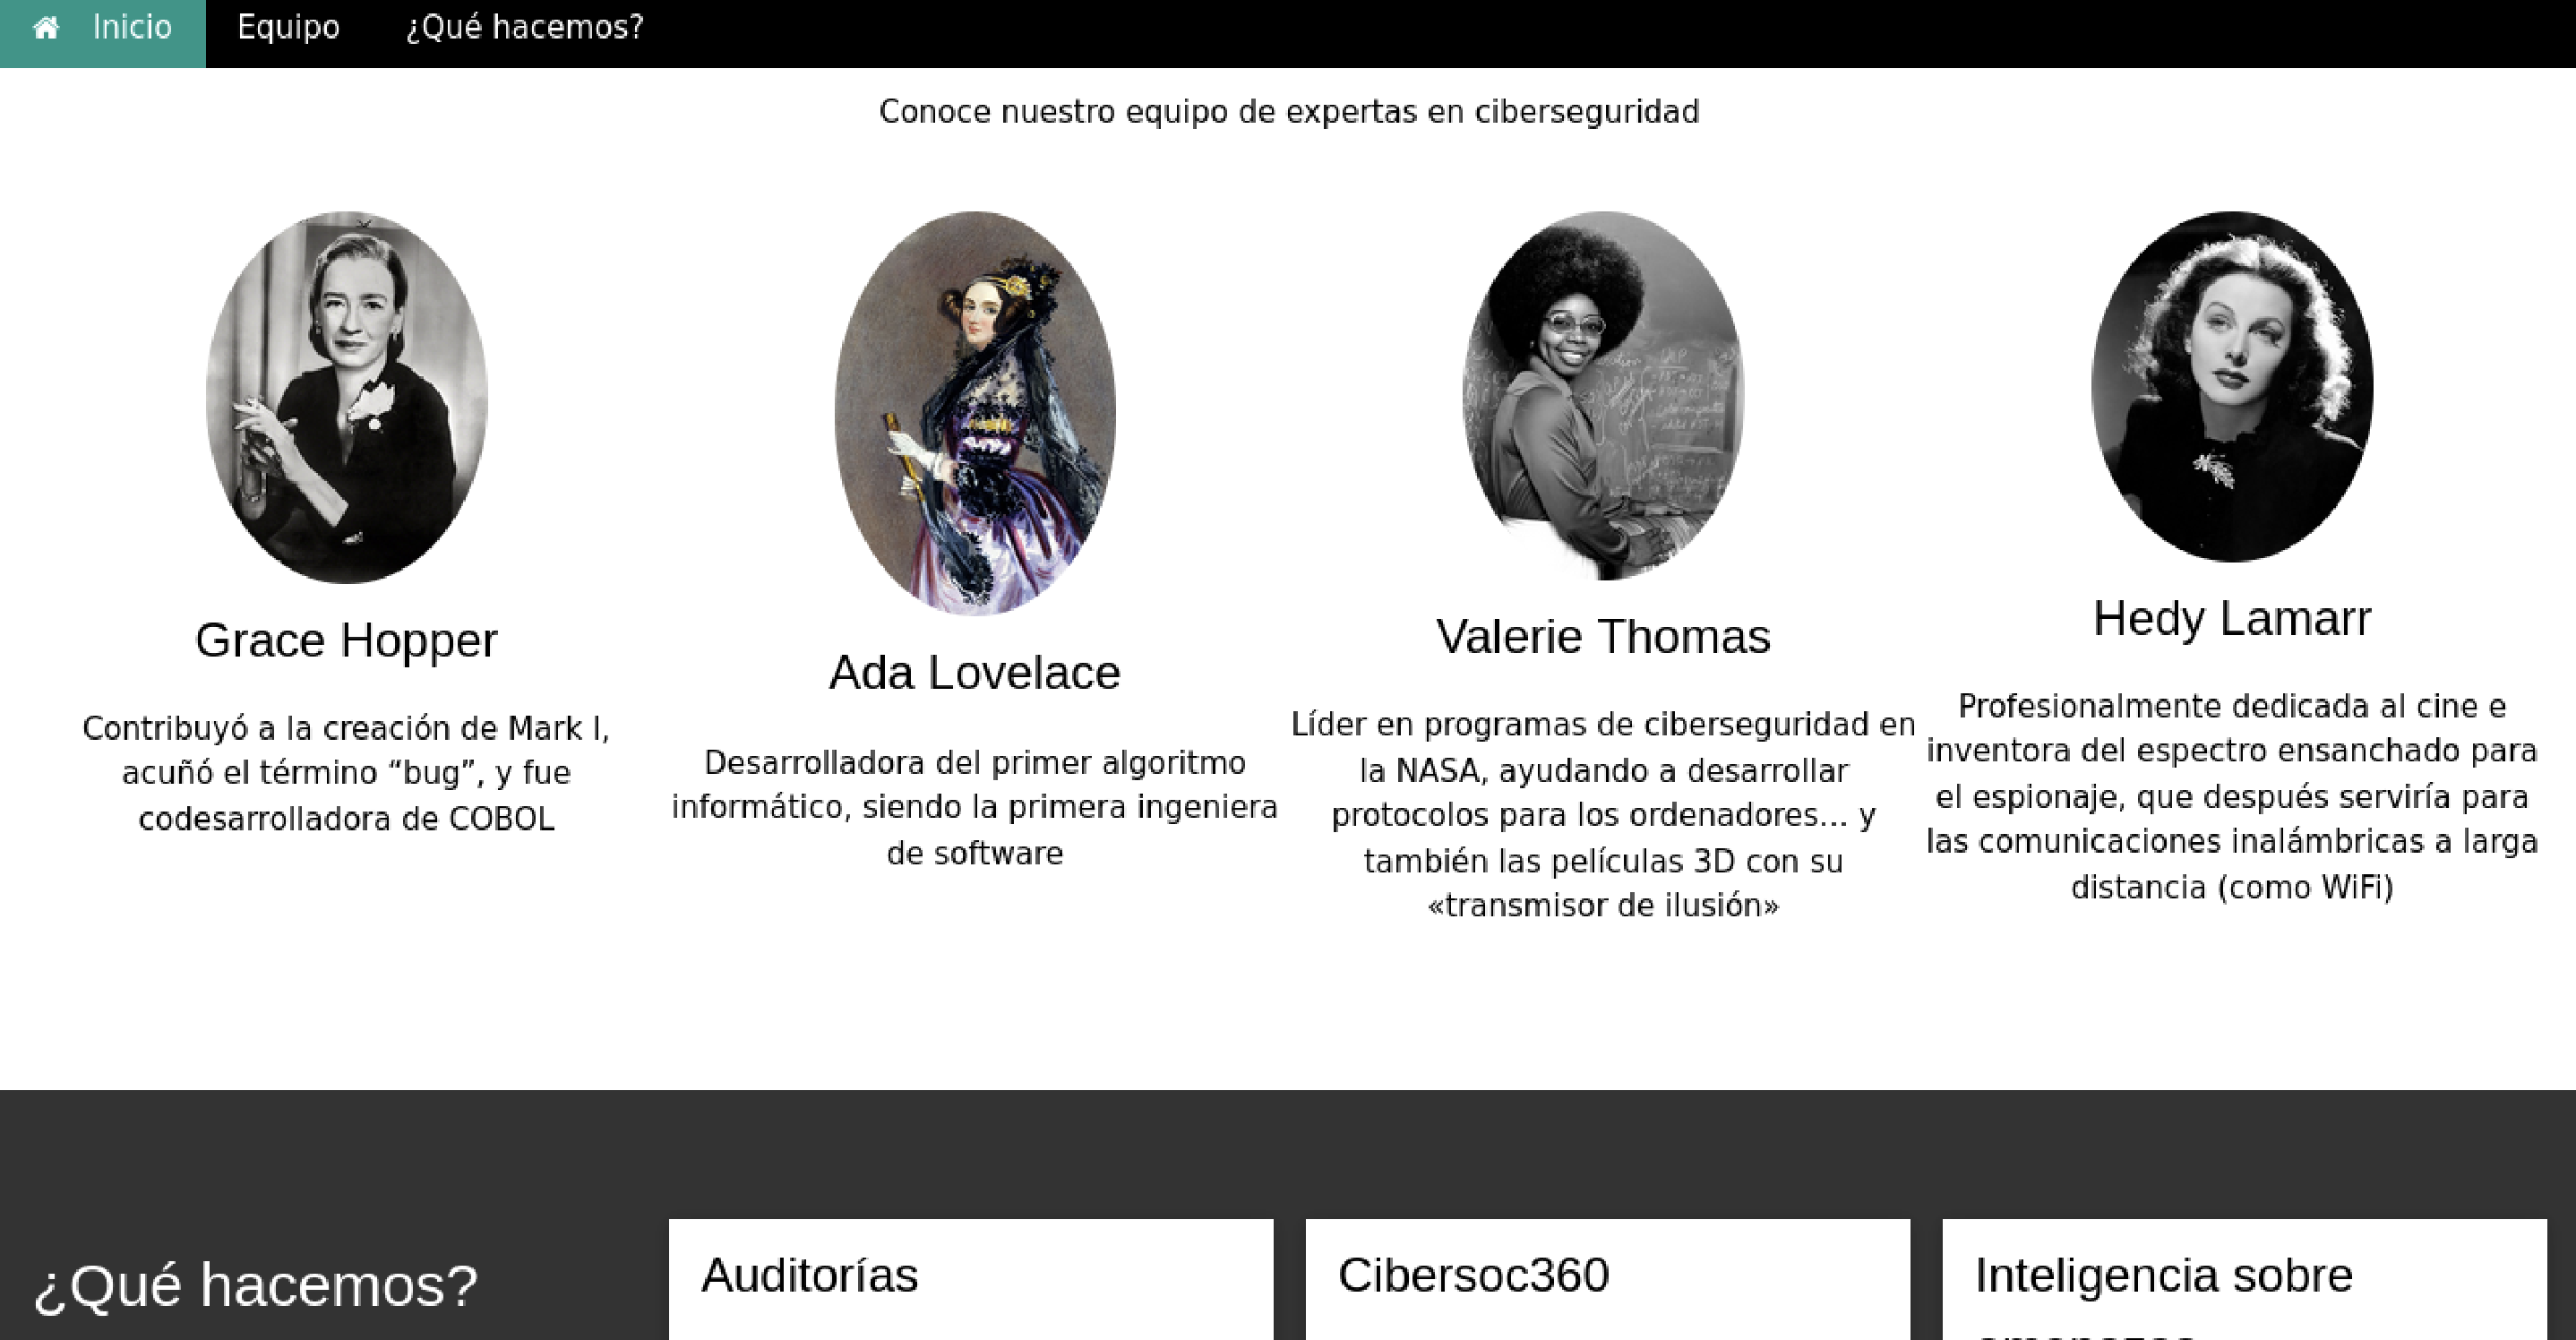 Inicio
Equipo
¿Qué hacemos?
Conoce nuestro equipo de expertas en ciberseguridad
Grace Hopper
Contribuyó a la creación de Mark I,
acuñó el término “bug”, y fue
codesarrolladora de COBOL
Ada Lovelace
Desarrolladora del primer algoritmo
informático, siendo la primera ingeniera
de software
Valerie Thomas
Líder en programas de ciberseguridad en
la NASA, ayudando a desarrollar
protocolos para los ordenadores... y
también las películas 3D con su
«transmisor de ilusión»
Hedy Lamarr
Profesionalmente dedicada al cine e
inventora del espectro ensanchado para
el espionaje, que después serviría para
las comunicaciones inalámbricas a larga
distancia (como WiFi)
¿Qué hacemos?
Auditorías
Cibersoc360
Inteligencia sobre